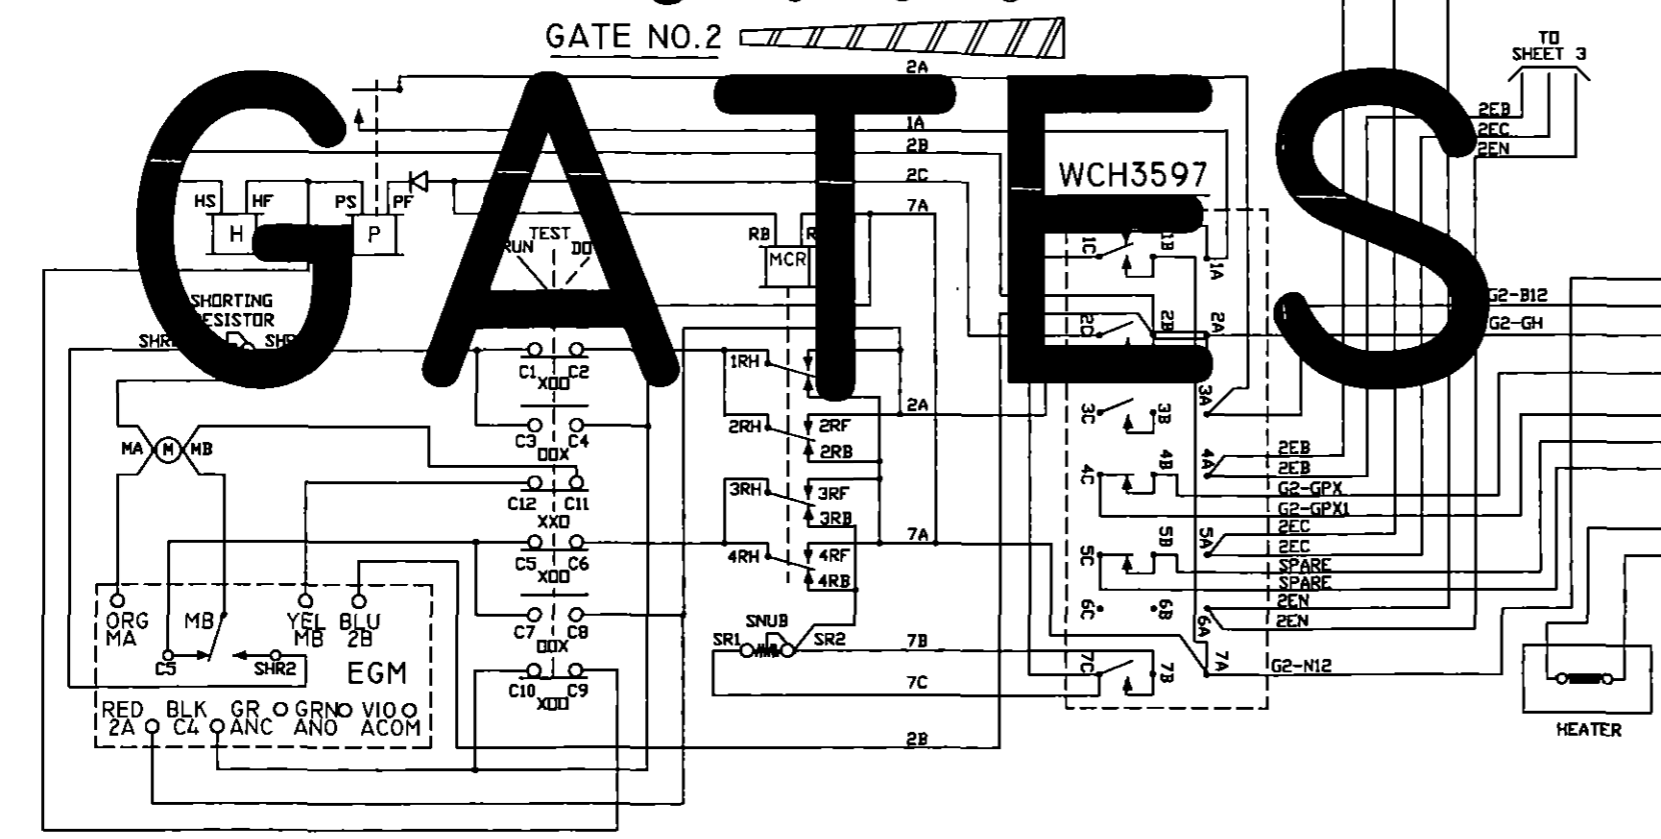 GATE NO.2
GATES
TO
SHEET 3
2A
1A
2B
2C
7A
2EB
2EC
2EN
WCH3597
HS HF PS PF
H P
RB
MCR
TEST
RUN DO
1C 1B 1A
2B 2A
SHORTING
G2-B12
G2-GH
C1 C2
XOO
1RH
2A
3C 3B 3A
C3 C4
OOX
2RH 2RF
2RB
MA M MB
4C 4B 4A
2EB
2EB
G2-GPX
G2-GPX1
C12 C11
XXO
3RH 3RF
3RB
7A
C5 C6
XOO
4RH 4RF
4RB
5C 5B 5A
2EC
2EC
SPARE
SPARE
2EN
2EN
6C 6B 6A
ORG
MA
MB
YEL
MB
BLU
2B
C7 C8
OOX
SNUB
SR1 SR2
7B
7C
C5 SHR2
EGM
C10 C9
XOO
7C 7B 7A
G2-N12
RED
2A
BLK
C4
GR
ANC
GRN
ANO
VIO
ACOM
2B
HEATER